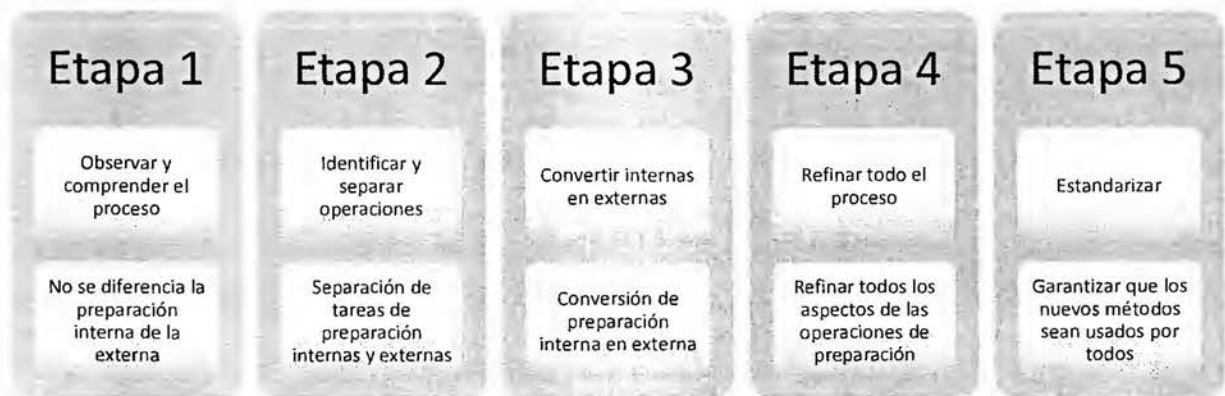 Etapa 1
Observar y
comprender el
proceso
No se diferencia la
preparación
interna de la
externa
Etapa 2
Identificar y
separar
operaciones
Separación de
tareas de
preparación
internas y externas
Etapa 3
Convertir internas
en externas
Conversión de
preparación
interna en externa
Etapa 4
Refinar todo el
proceso
Refinar todos los
aspectos de las
operaciones de
preparación
Etapa 5
Estandarizar
Garantizar que los
nuevos métodos
sean usados por
todos